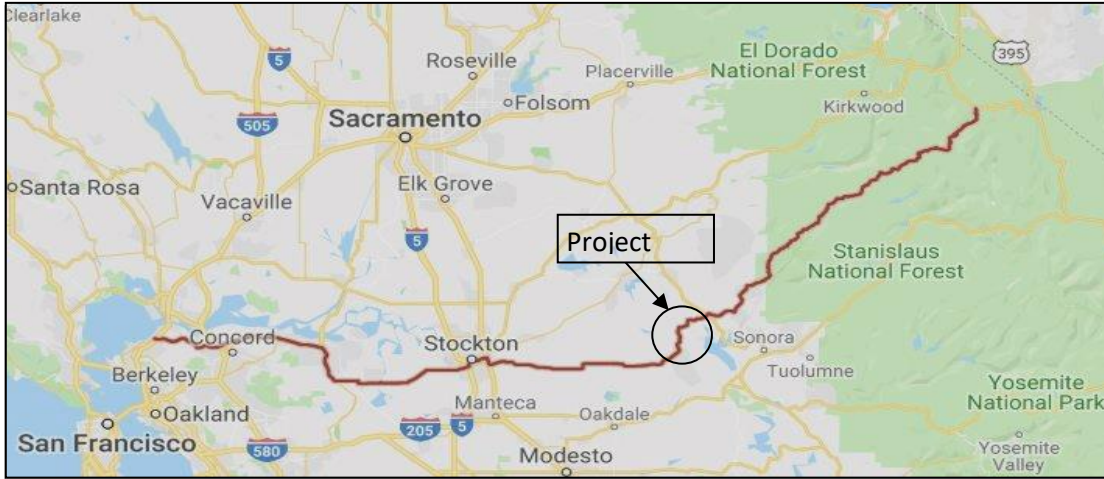 Clearlake
5
Roseville
El Dorado
National Forest
395
Placerville
505
Folsom
Kirkwood
Sacramento
Santa Rosa
Elk Grove
Vacaville
5
Project
Stanislaus
National Forest
Concord
Stockton
Sonora
Berkeley
Tuolumne
Manteca
Yosemite
National Park
Oakland
205
5
Oakdale
San Francisco
580
Modesto
Yosemite
Valley